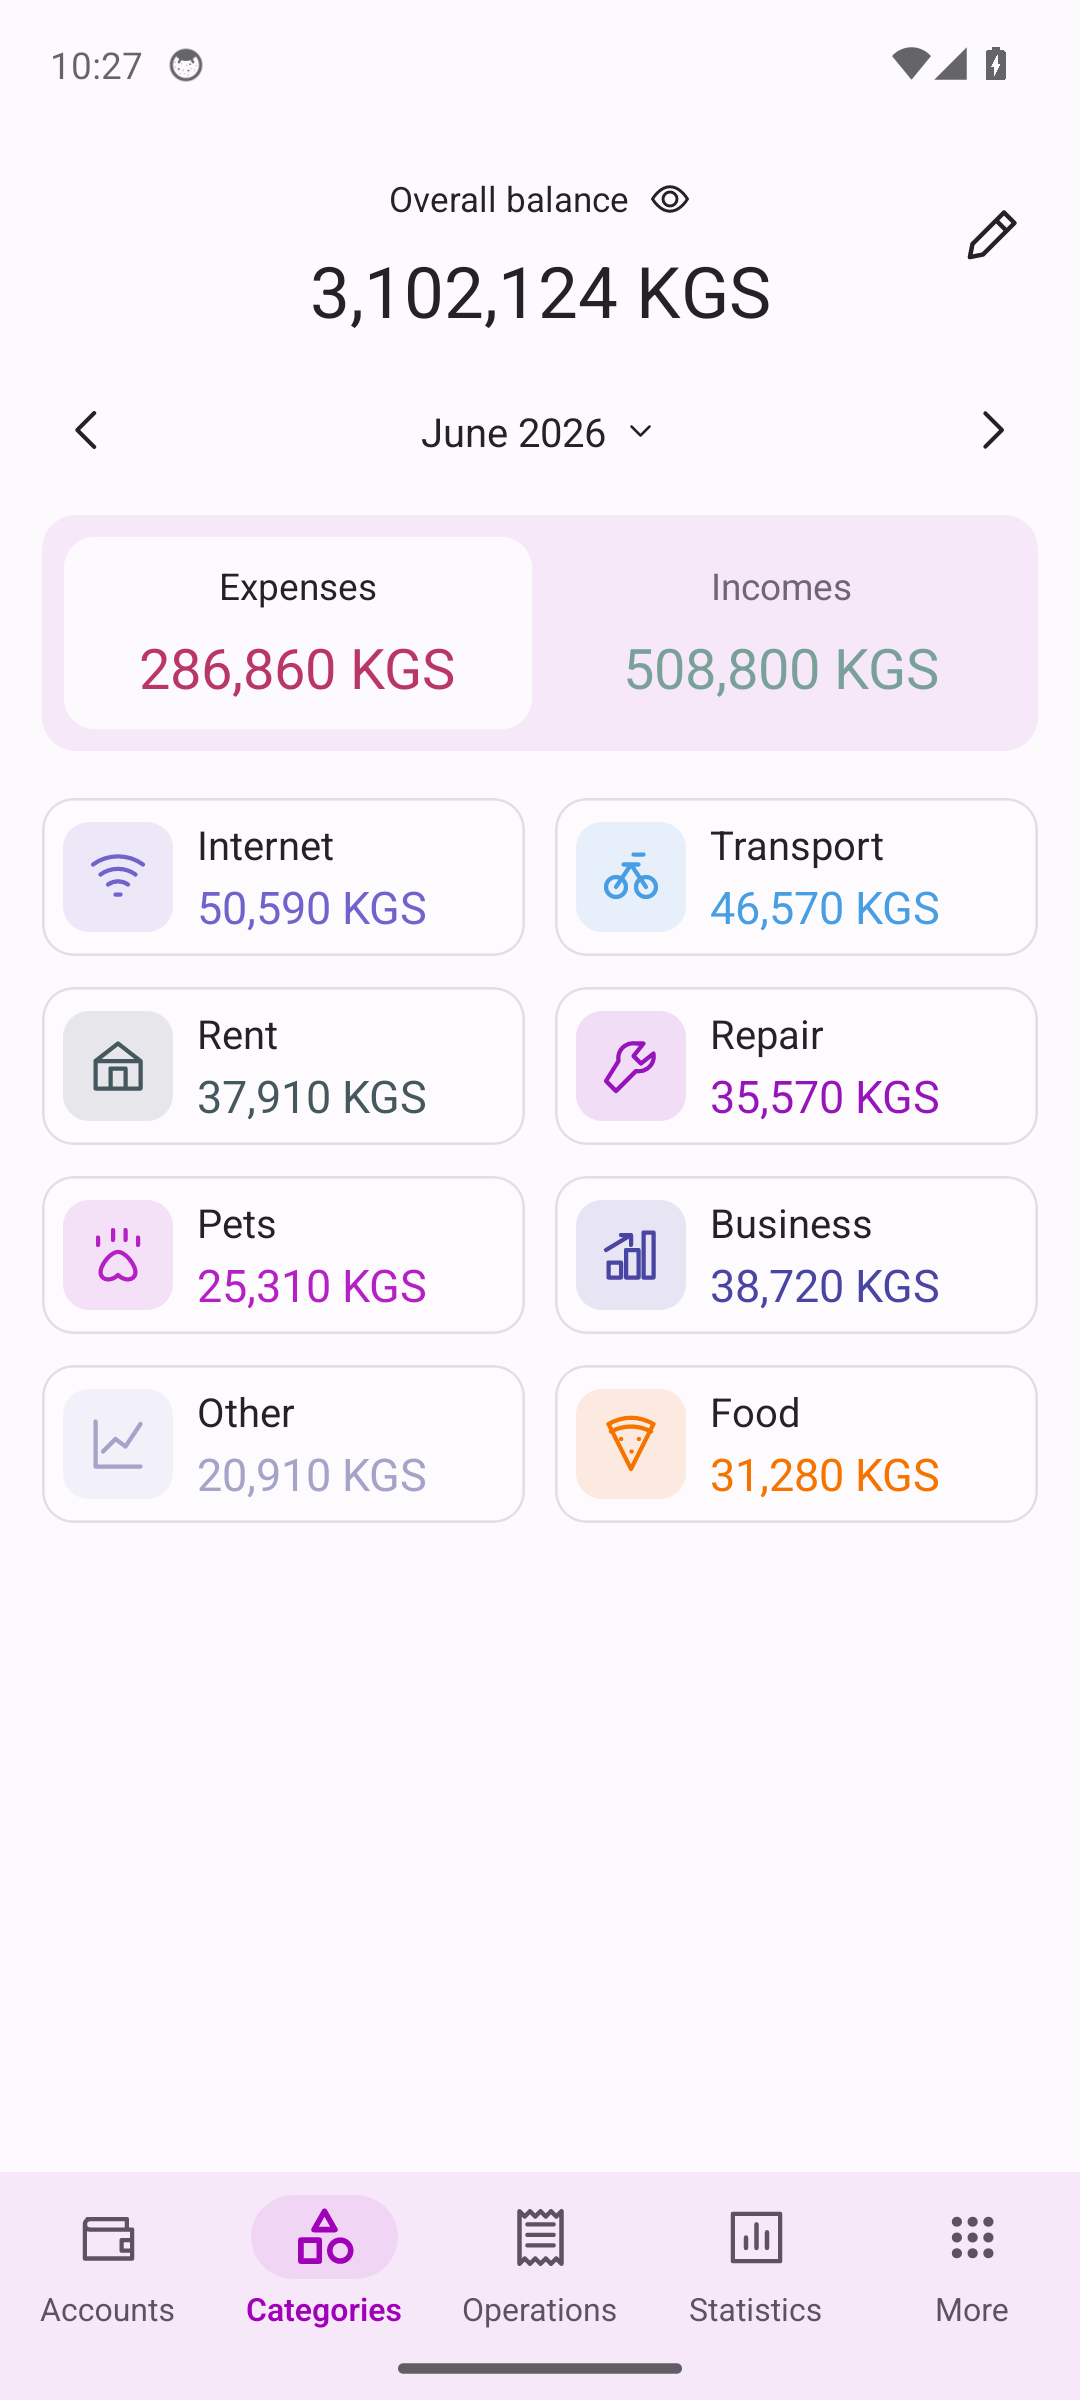 10:27
Overall balance
3,102,124 KGS
June 2026
Expenses
286,860 KGS
Incomes
508,800 KGS
Internet
50,590 KGS
Transport
46,570 KGS
Rent
37,910 KGS
Repair
35,570 KGS
Pets
25,310 KGS
Business
38,720 KGS
Other
20,910 KGS
Food
31,280 KGS
Accounts
Categories
Operations
Statistics
More